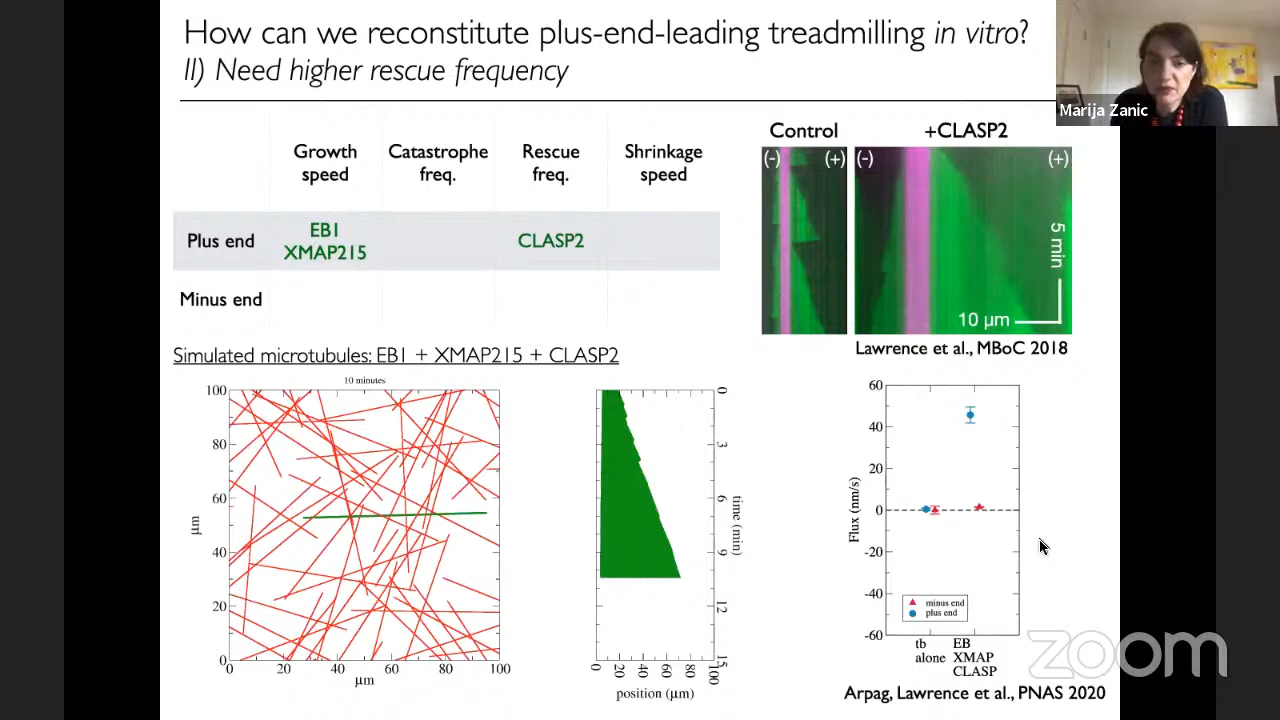 How can we reconstitute plus-end-leading treadmilling in vitro?
II) Need higher rescue frequency
Marija Zanic
Growth speed
Catastrophe freq.
Rescue freq.
Shrinkage speed
Plus end
EB1
XMAP215
CLASP2
Minus end
Control
+CLASP2
(-)
(+)
(-)
(+)
5 min
10 µm
Lawrence et al., MBoC 2018
Simulated microtubules: EB1 + XMAP215 + CLASP2
10 minutes
100
80
60
40
20
0
µm
0
20
40
60
80
100
µm
0
3
6
9
12
15
time (min)
0
20
40
60
80
100
position (µm)
60
40
20
0
-20
-40
-60
Flux (nm/s)
minus end
plus end
tb alone
EB
XMAP
CLASP
Arpag, Lawrence et al., PNAS 2020
zoom